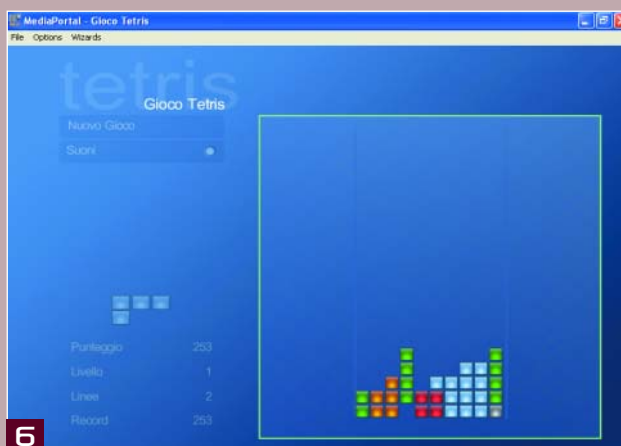 MediaPortal - Gioco Tetris
File Options Wizards
tetris
Gioco Tetris
Nuovo Gioco
Suoni
Punteggio 253
Livello 1
Linee 2
Record 253
6